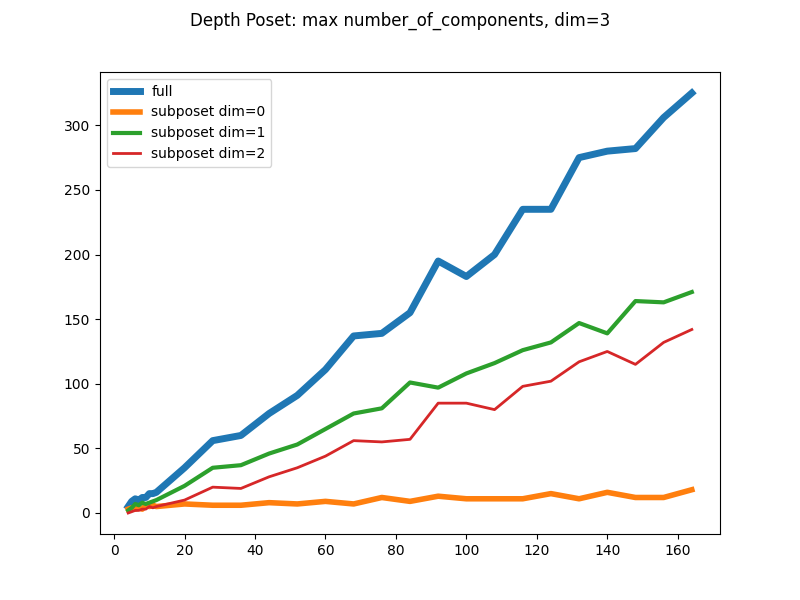 Depth Poset: max number_of_components, dim=3
full
subposet dim=0
subposet dim=1
subposet dim=2
300
250
200
150
100
50
0
0 20 40 60 80 100 120 140 160